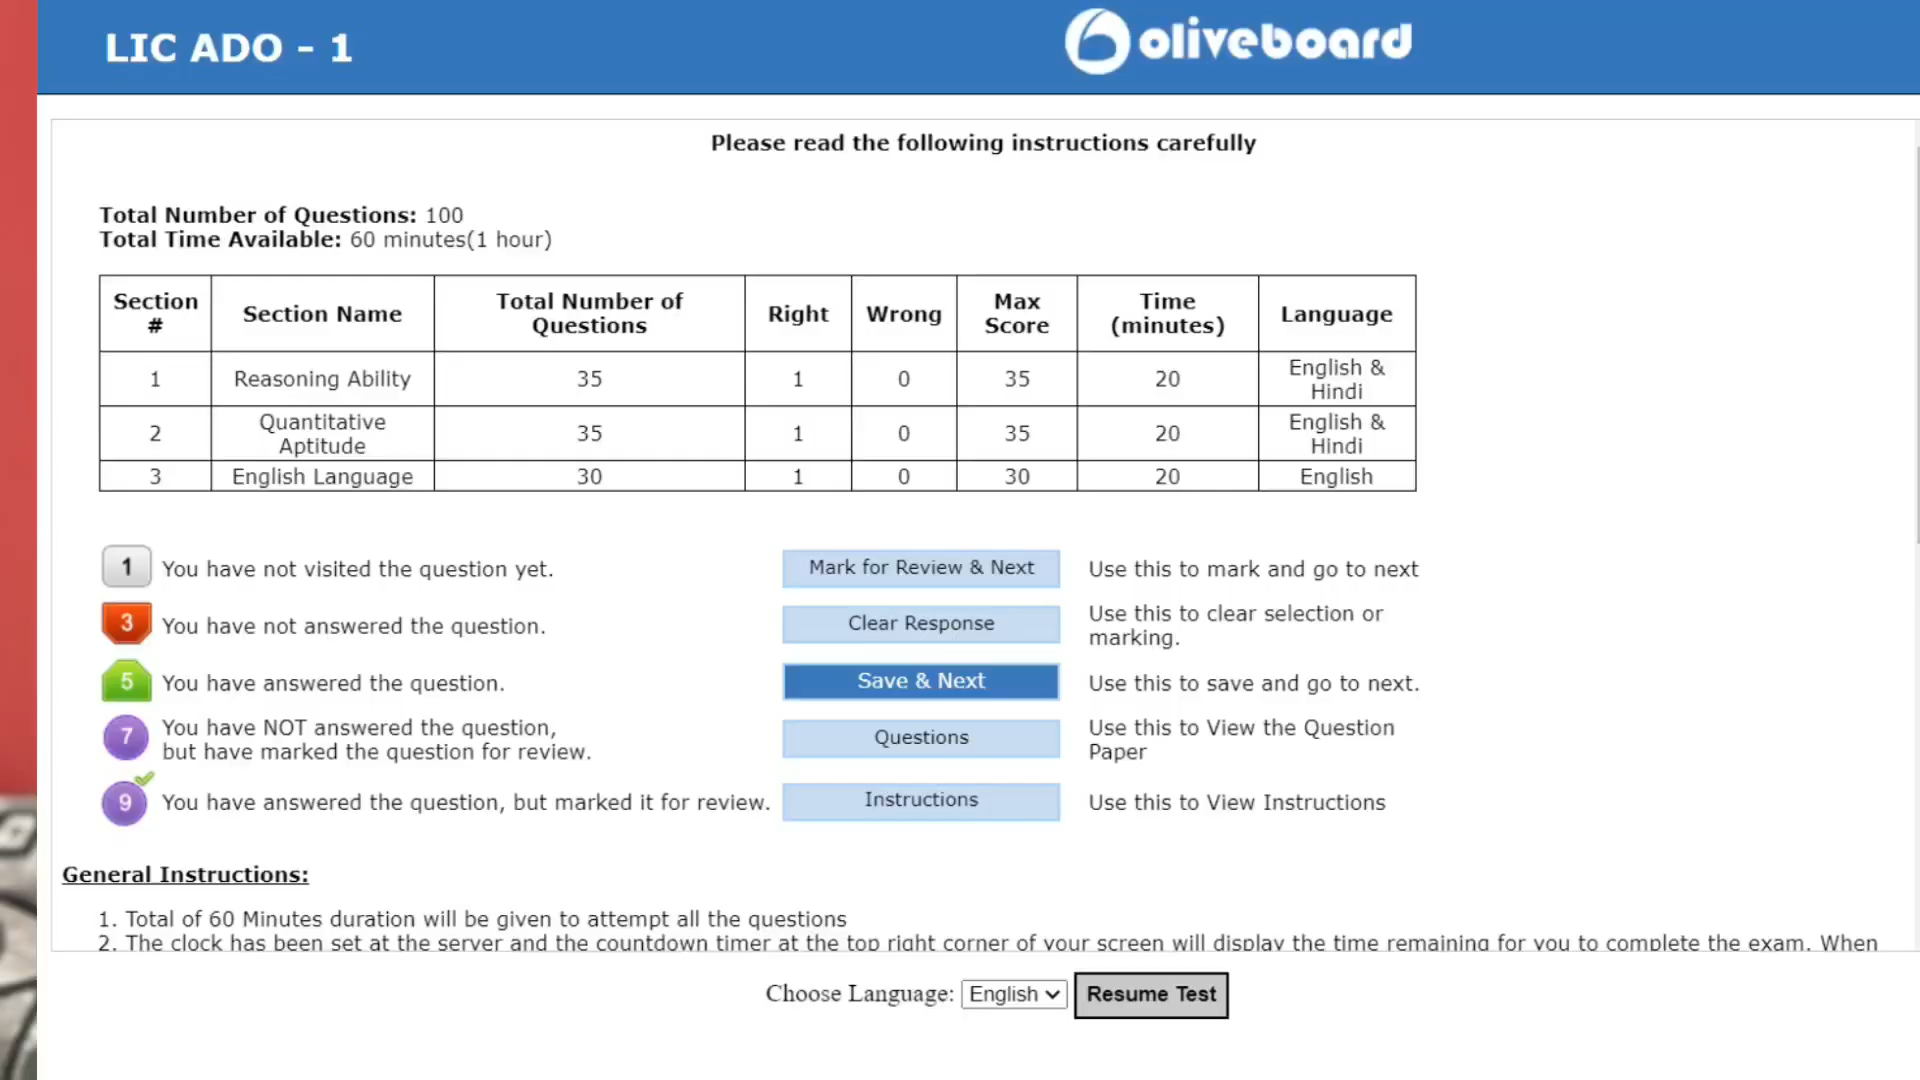 LIC ADO - 1
oliveboard
Please read the following instructions carefully
Total Number of Questions: 100
Total Time Available: 60 minutes(1 hour)
Section # Section Name Total Number of Questions Right Wrong Max Score Time (minutes) Language
1 Reasoning Ability 35 1 0 35 20 English & Hindi
2 Quantitative Aptitude 35 1 0 35 20 English & Hindi
3 English Language 30 1 0 30 20 English
1 You have not visited the question yet. Mark for Review & Next Use this to mark and go to next
3 You have not answered the question. Clear Response Use this to clear selection or marking.
5 You have answered the question. Save & Next Use this to save and go to next.
7 You have NOT answered the question, but have marked the question for review. Questions Use this to View the Question Paper
9 You have answered the question, but marked it for review. Instructions Use this to View Instructions
General Instructions:
1. Total of 60 Minutes duration will be given to attempt all the questions
2. The clock has been set at the server and the countdown timer at the top right corner of your screen will display the time remaining for you to complete the exam. When
Choose Language: English Resume Test